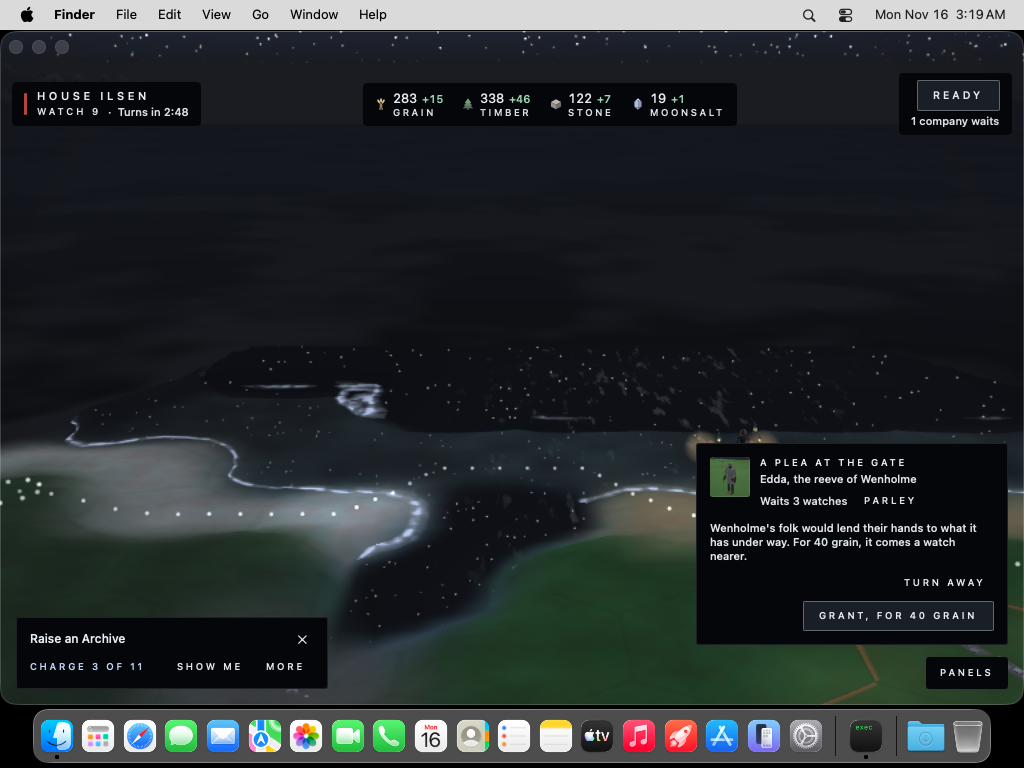 Finder File Edit View Go Window Help Mon Nov 16 3:19 AM
HOUSE ILSEN
WATCH 9 · Turns in 2:48
283 +15 GRAIN
338 +46 TIMBER
122 +7 STONE
19 +1 MOONSALT
READY
1 company waits
A PLEA AT THE GATE
Edda, the reeve of Wenholme
Waits 3 watches PARLEY
Wenholme's folk would lend their hands to what it
has under way. For 40 grain, it comes a watch
nearer.
TURN AWAY
GRANT, FOR 40 GRAIN
Raise an Archive
CHARGE 3 OF 11 SHOW ME MORE
PANELS
Mon
16
tv
exec